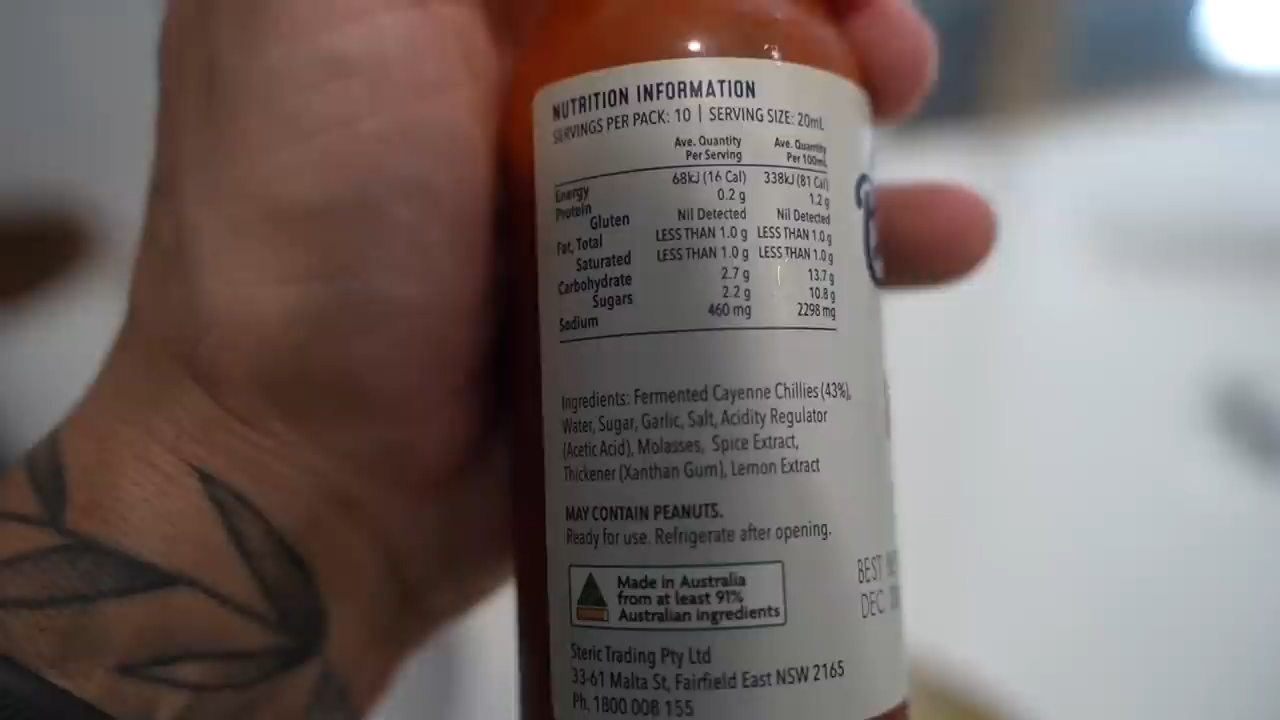 NUTRITION INFORMATION
SERVINGS PER PACK: 10 | SERVING SIZE: 20mL
Ave. Quantity Ave. Quantity
Per Serving Per 100mL
Energy 68kJ (16 Cal) 338kJ (81 Cal)
Protein 0.2 g 1.2 g
Gluten Nil Detected Nil Detected
Fat, Total LESS THAN 1.0 g LESS THAN 1.0 g
Saturated LESS THAN 1.0 g LESS THAN 1.0 g
Carbohydrate 2.7 g 13.7 g
Sugars 2.2 g 10.8 g
Sodium 460 mg 2298 mg
Ingredients: Fermented Cayenne Chillies (43%),
Water, Sugar, Garlic, Salt, Acidity Regulator
(Acetic Acid), Molasses, Spice Extract,
Thickener (Xanthan Gum), Lemon Extract
MAY CONTAIN PEANUTS.
Ready for use. Refrigerate after opening.
Made in Australia
from at least 91%
Australian ingredients
BEST
DEC
Steric Trading Pty Ltd
33-61 Malta St, Fairfield East NSW 2165
Ph. 1800 008 155